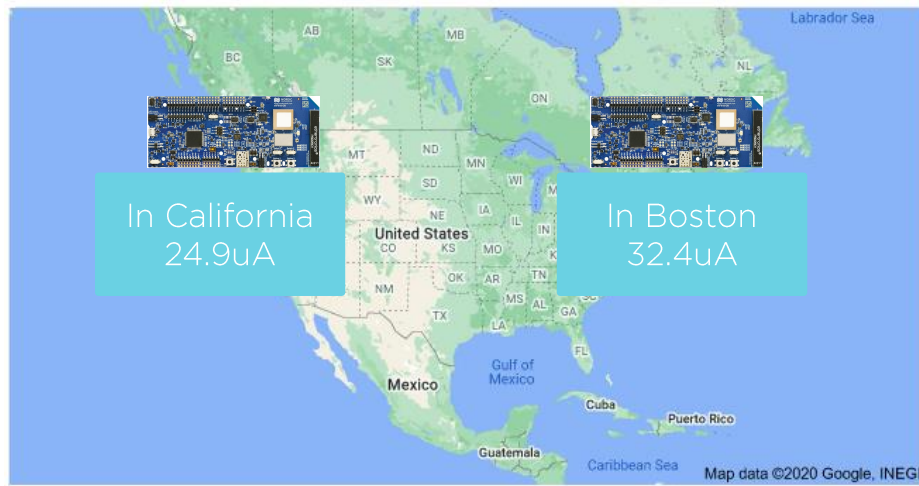 Labrador Sea
AB
MB
BC
SK
NL
ON
MT
ND
MN
SD
WI
WY
In California
24.9uA
In Boston
32.4uA
NE
IA
IL
IN
United States
CO
KS
MO
OK
AR
TN
NM
MS
AL
TX
LA
GA
FL
Gulf of
Mexico
Mexico
Cuba
Puerto Rico
Guatemala
Caribbean Sea
Map data ©2020 Google, INEGI